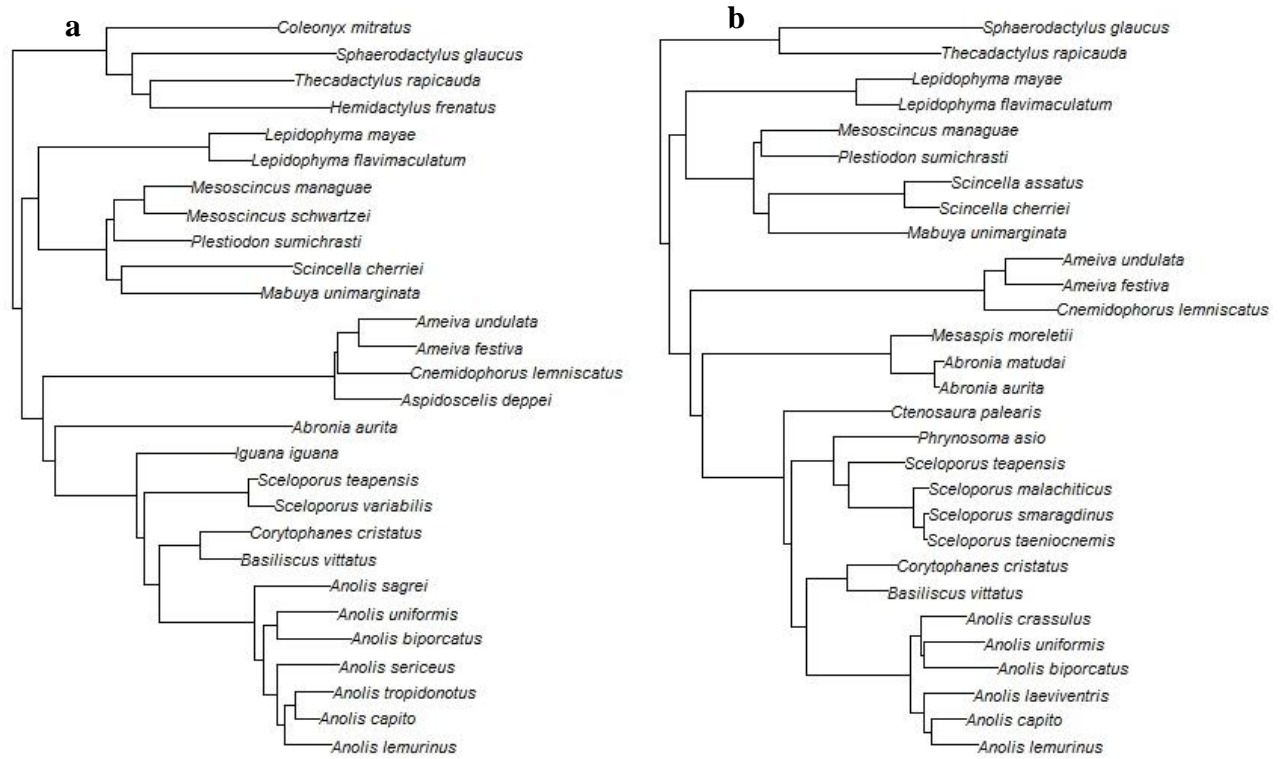 a
Coleonyx mitratus
Sphaerodactylus glaucus
Thecadactylus rapicauda
Hemidactylus frenatus
Lepidophyma mayae
Lepidophyma flavimaculatum
Mesoscincus managuae
Mesoscincus schwartzei
Plestiodon sumichrasti
Scincella cherriei
Mabuya unimarginata
Ameiva undulata
Ameiva festiva
Cnemidophorus lemniscatus
Aspidoscelis deppei
Abronia aurita
Iguana iguana
Sceloporus teapensis
Sceloporus variabilis
Corytophanes cristatus
Basiliscus vittatus
Anolis sagrei
Anolis uniformis
Anolis biporcatus
Anolis sericeus
Anolis tropidonotus
Anolis capito
Anolis lemurinus
b
Sphaerodactylus glaucus
Thecadactylus rapicauda
Lepidophyma mayae
Lepidophyma flavimaculatum
Mesoscincus managuae
Plestiodon sumichrasti
Scincella assatus
Scincella cherriei
Mabuya unimarginata
Ameiva undulata
Ameiva festiva
Cnemidophorus lemniscatus
Mesaspis moreletii
Abronia matudai
Abronia aurita
Ctenosaura palearis
Phrynosoma asio
Sceloporus teapensis
Sceloporus malachiticus
Sceloporus smaragdinus
Sceloporus taeniocnemis
Corytophanes cristatus
Basiliscus vittatus
Anolis crassulus
Anolis uniformis
Anolis biporcatus
Anolis laeviventris
Anolis capito
Anolis lemurinus